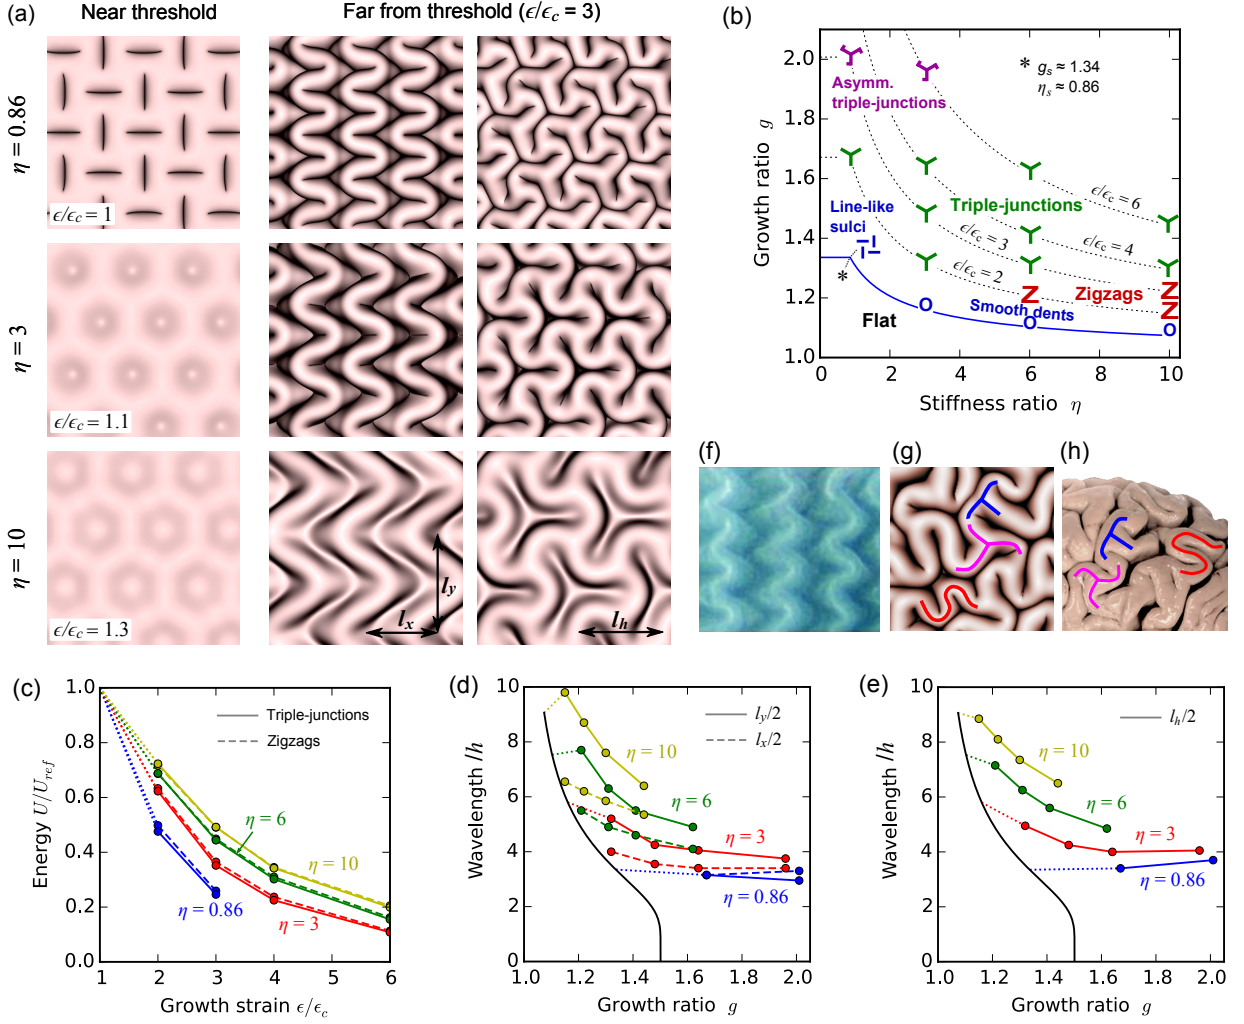 (a)
Near threshold
Far from threshold (ϵ/ϵc = 3)
η = 0.86
ϵ/ϵc = 1
η = 3
ϵ/ϵc = 1.1
η = 10
ϵ/ϵc = 1.3
lx
ly
lh
(b)
Growth ratio g
2.0
1.8
1.6
1.4
1.2
1.0
0 2 4 6 8 10
Stiffness ratio η
* gs ≈ 1.34
ηs ≈ 0.86
Asymm.
triple-junctions
Line-like
sulci
Triple-junctions
ϵ/ϵc = 6
ϵ/ϵc = 4
ϵ/ϵc = 3
ϵ/ϵc = 2
Zigzags
Z
Z
Z
Smooth dents
O
O
O
*
Flat
(f)
(g)
(h)
(c)
Energy U/Uref
1.0
0.8
0.6
0.4
0.2
0.0
1 2 3 4 5 6
Growth strain ϵ/ϵc
Triple-junctions
Zigzags
η = 6
η = 10
η = 0.86
η = 3
(d)
Wavelength /h
10
8
6
4
2
0
1.0 1.2 1.4 1.6 1.8 2.0
Growth ratio g
ly/2
lx/2
η = 10
η = 6
η = 3
η = 0.86
(e)
Wavelength /h
10
8
6
4
2
0
1.0 1.2 1.4 1.6 1.8 2.0
Growth ratio g
lh/2
η = 10
η = 6
η = 3
η = 0.86